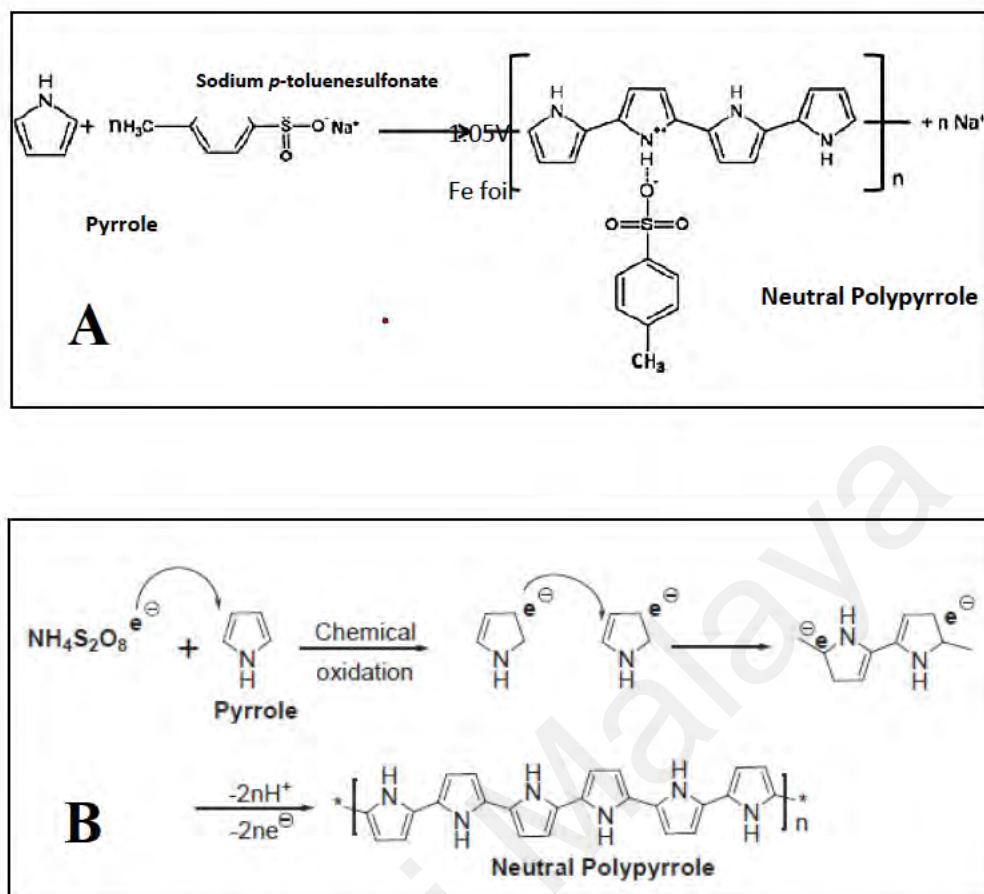 Sodium p-toluenesulfonate
H
N
+ nH₃C
S
O
O⁻ Na⁺
1.05V
Fe foil
H
N
N
H
H
N
N
H
n
+ n Na⁺
O⁻
O=S=O
CH₃
Pyrrole
Neutral Polypyrrole
A
NH4S2O8 e⊖
+
N
H
Pyrrole
Chemical
oxidation
e⊖
N
H
e⊖
N
H
⊖
e
H
N
N
H
e⊖
-2nH⁺
-2ne⊖
*
H
N
N
H
H
N
N
H
H
N
N
H
n
*
Neutral Polypyrrole
B
i Malaya